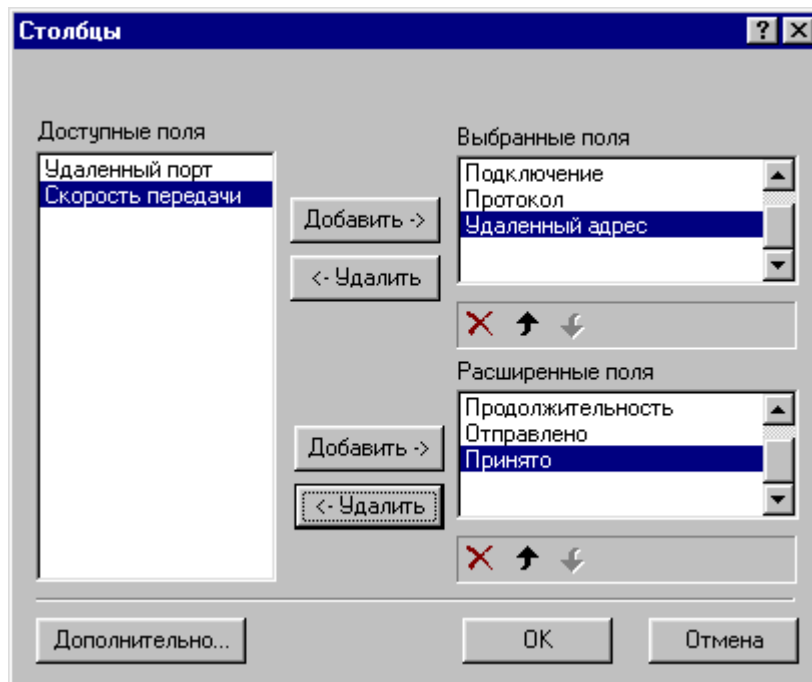 Столбцы
Доступные поля
Удаленный порт
Скорость передачи
Добавить ->
<- Удалить
Выбранные поля
Подключение
Протокол
Удаленный адрес
Расширенные поля
Продолжительность
Отправлено
Принято
Добавить ->
<- Удалить
Дополнительно...
OK
Отмена